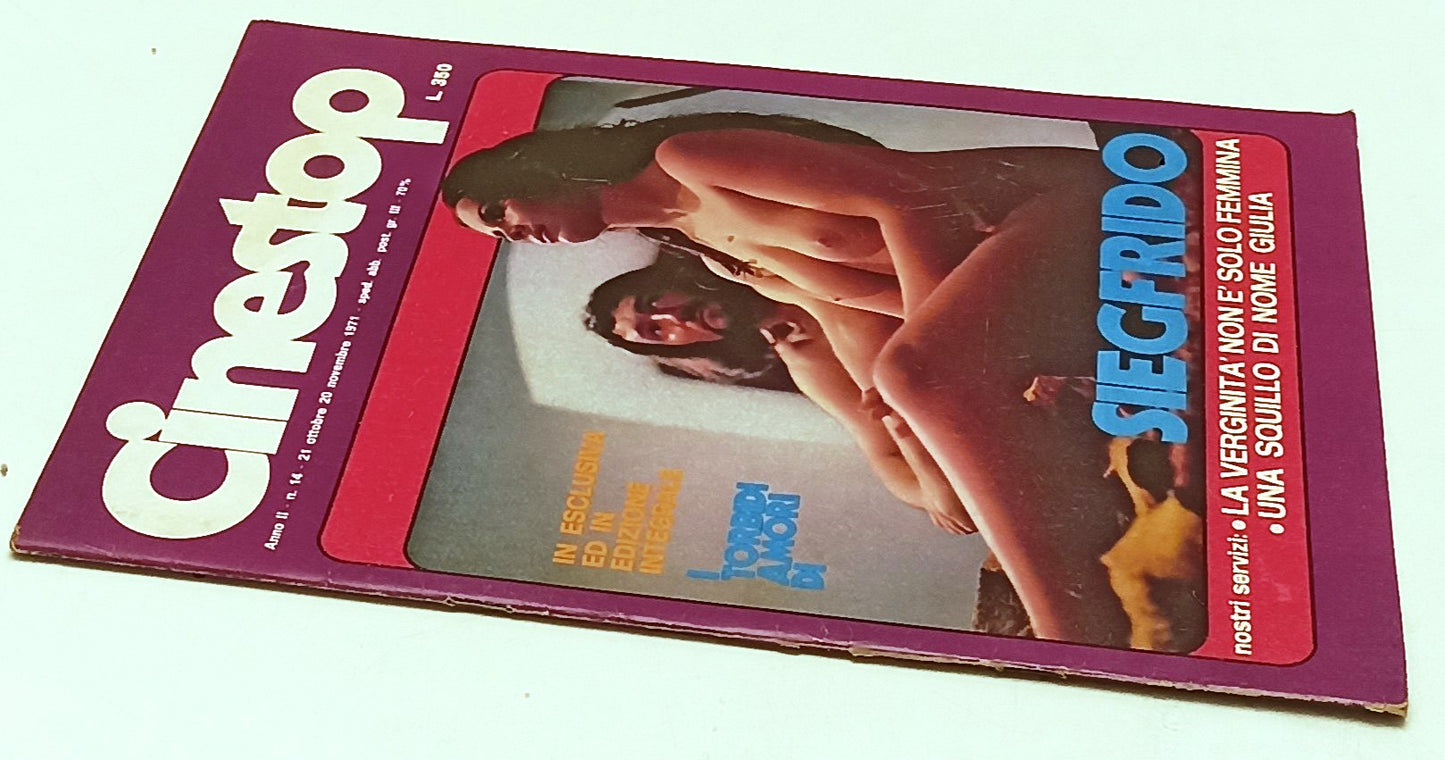 cinestop
L. 350
Anno II - n. 14 - 21 ottobre 20 novembre 1971 - sped. abb. post. gr. III - 70%
IN ESCLUSIVA
ED IN
EDIZIONE
INTEGRALE
I
TORBIDI
AMORI
DI
SIEGFRIDO
nostri servizi: • LA VERGINITA' NON E' SOLO FEMMINA
• UNA SQUILLO DI NOME GIULIA